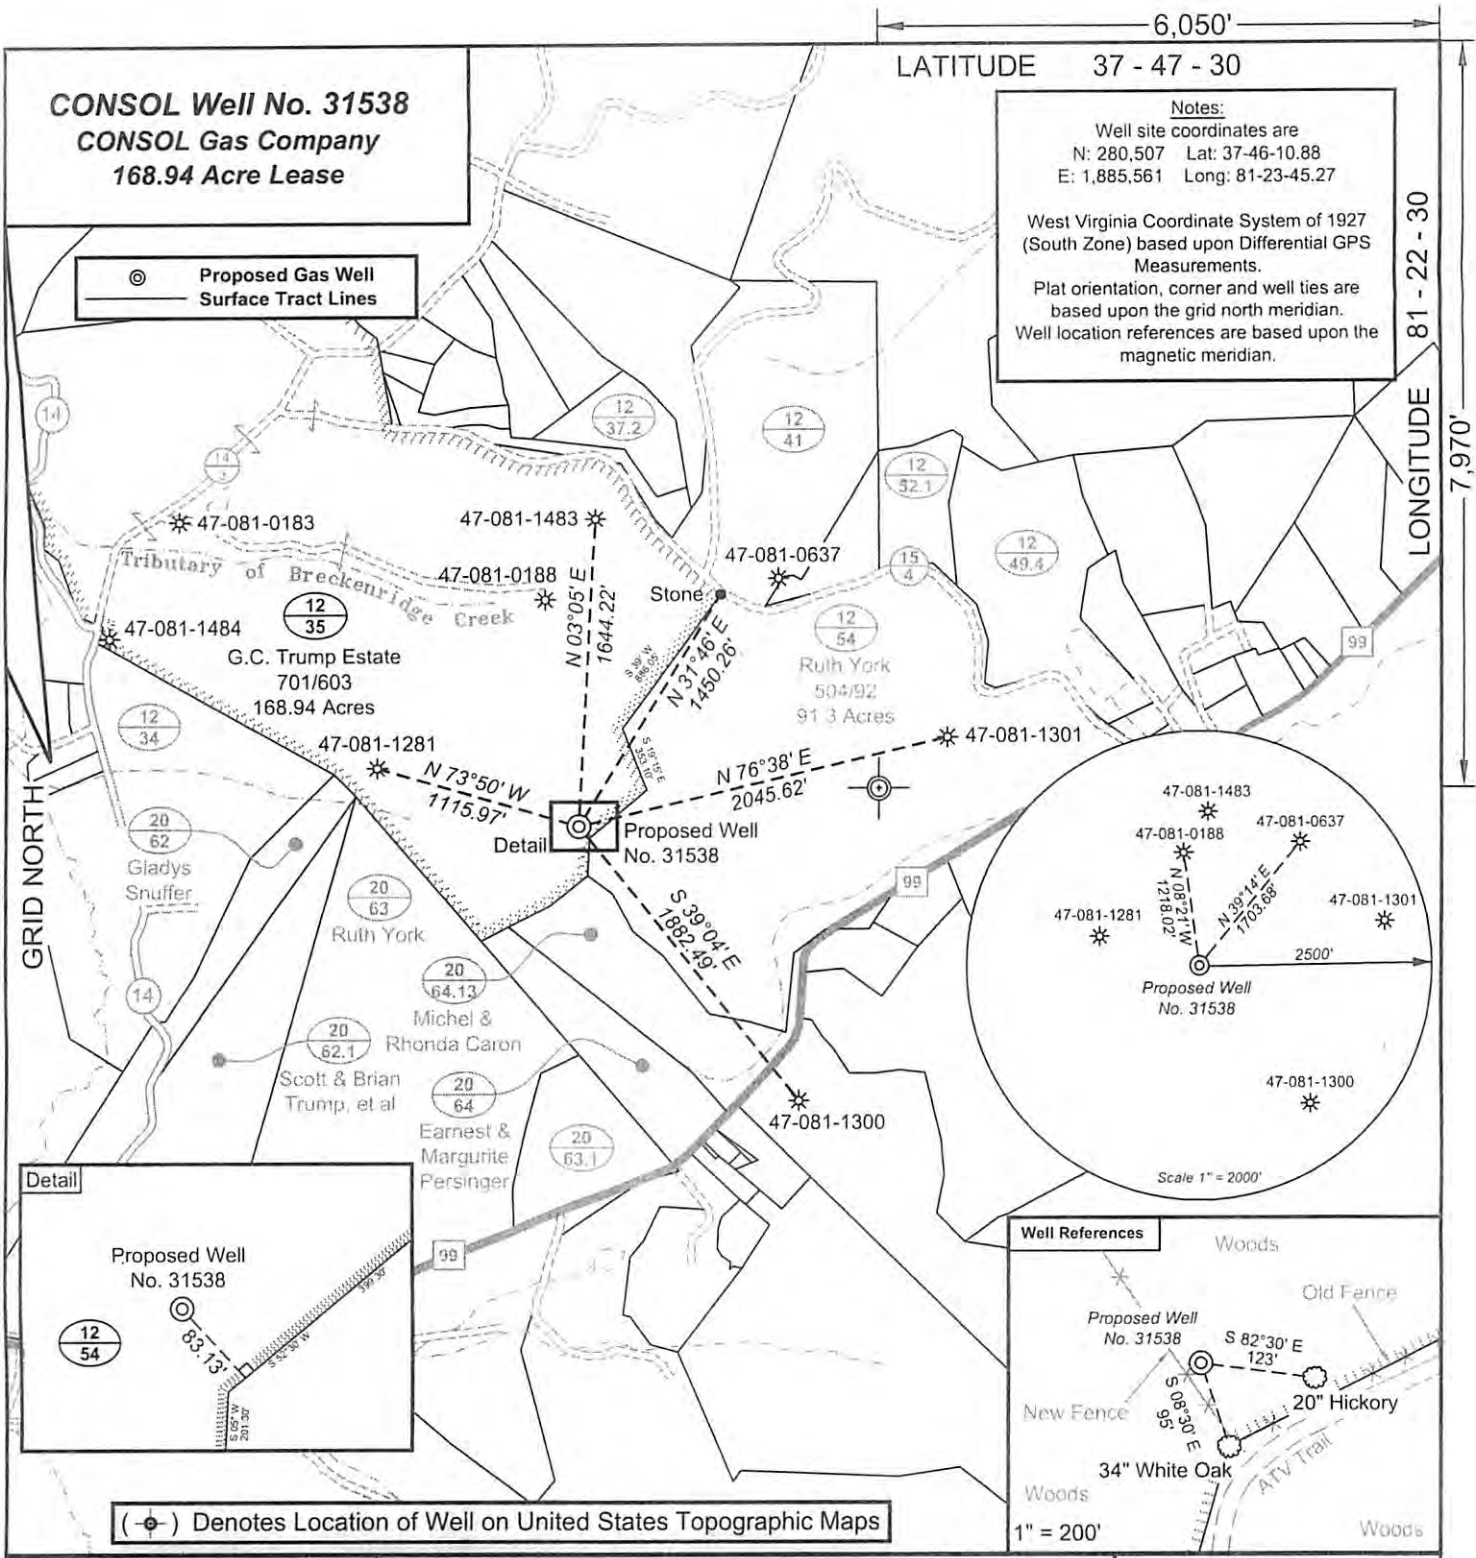 6,050'
LATITUDE 37 - 47 - 30
CONSOL Well No. 31538
CONSOL Gas Company
168.94 Acre Lease
Notes:
Well site coordinates are
N: 280,507 Lat: 37-46-10.88
E: 1,885,561 Long: 81-23-45.27
West Virginia Coordinate System of 1927
(South Zone) based upon Differential GPS
Measurements.
Plat orientation, corner and well ties are
based upon the grid north meridian.
Well location references are based upon the
magnetic meridian.
LONGITUDE 81 - 22 - 30
7,970'
Proposed Gas Well
Surface Tract Lines
14
14
12
37.2
12
41
12
52.1
12
49.4
15
4
47-081-0183
47-081-1483
47-081-0637
47-081-0188
Tributary of Breckenridge Creek
Stone
12
35
47-081-1484
G.C. Trump Estate
701/603
168.94 Acres
N 03°05' E
1644.22'
S 39° W
686.05'
N 31°46' E
1450.26'
S 19°15' E
353.10'
12
54
Ruth York
504/92
91.3 Acres
99
12
34
47-081-1281
N 73°50' W
1115.97'
N 76°38' E
2045.62'
47-081-1301
Detail
Proposed Well
No. 31538
GRID NORTH
20
62
Gladys
Snuffer
20
63
Ruth York
S 39°04' E
1882.49'
99
14
20
64.13
Michel &
Rhonda Caron
20
62.1
Scott & Brian
Trump, et al
20
64
Earnest &
Margurite
Persinger
20
63.1
47-081-1300
99
47-081-1483
47-081-0188
47-081-0637
47-081-1281
N 08°21' W
1218.02'
N 39°14' E
1703.68'
47-081-1301
2500'
Proposed Well
No. 31538
47-081-1300
Scale 1" = 2000'
Detail
Proposed Well
No. 31538
12
54
83.13'
S 52°30' W
399.30'
S 05° W
201.30'
Well References
Woods
Old Fence
Proposed Well
No. 31538
S 82°30' E
123'
S 08°30' E
95'
New Fence
20" Hickory
34" White Oak
ATV Trail
Woods
1" = 200'
Woods
( ) Denotes Location of Well on United States Topographic Maps